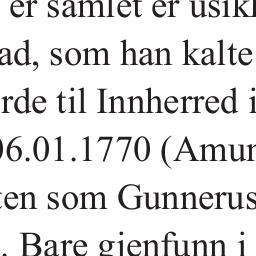 er samlet er usikk
ad, som han kalte
rde til Innherred i
06.01.1770 (Amun
ten som Gunnerus
. Bare gjenfunn i